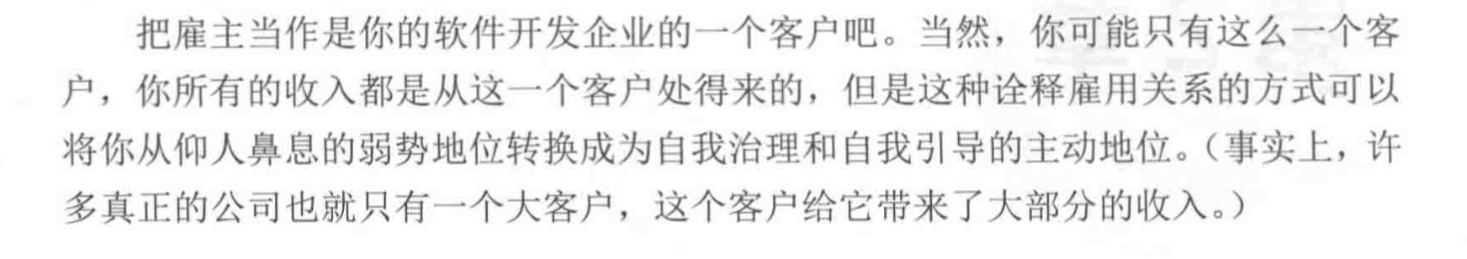 把雇主当作是你的软件开发企业的一个客户吧。当然，你可能只有这么一个客
户，你所有的收入都是从这一个客户处得来的，但是这种诠释雇用关系的方式可以
将你从仰人鼻息的弱势地位转换成为自我治理和自我引导的主动地位。（事实上，许
多真正的公司也就只有一个大客户，这个客户给它带来了大部分的收入。）